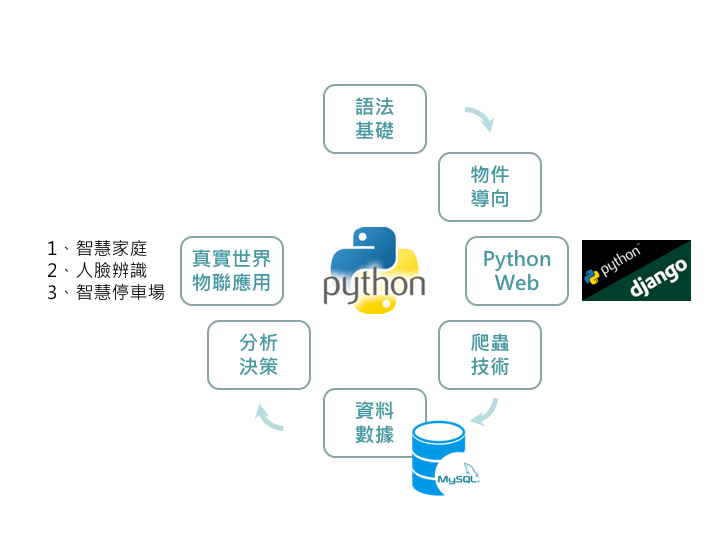 語法
基礎
物件
導向
Python
Web
python™
django
爬蟲
技術
資料
數據
MySQL
分析
決策
真實世界
物聯應用
1、智慧家庭
2、人臉辨識
3、智慧停車場
python